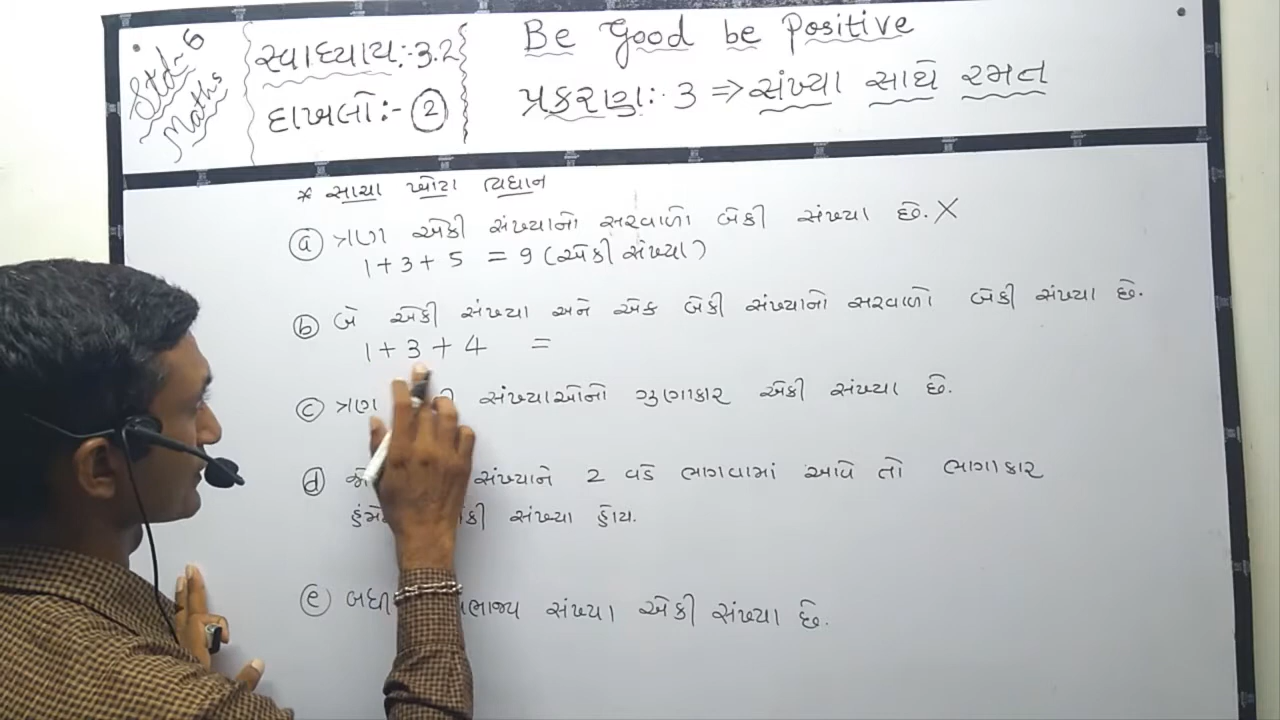 Std-6
Maths
સ્વાધ્યાય:-3.2
દાખલો:- (2)
Be Good be Positive
પ્રકરણ: 3 ⇒ સંખ્યા સાથે રમત
* સાચા ખોટા વિધાન
(a) ત્રણ એકી સંખ્યાનો સરવાળો બેકી સંખ્યા છે. X
1 + 3 + 5 = 9 (એકી સંખ્યા)
(b) બે એકી સંખ્યા અને એક બેકી સંખ્યાનો સરવાળો બેકી સંખ્યા છે.
1 + 3 + 4 =
(c) ત્રણ સંખ્યાઓનો ગુણાકાર એકી સંખ્યા છે.
(d) સંખ્યાને 2 વડે ભાગવામાં આવે તો ભાગાકાર
સંખ્યા હોય.
(e) બધી સંખ્યા એકી સંખ્યા છે.